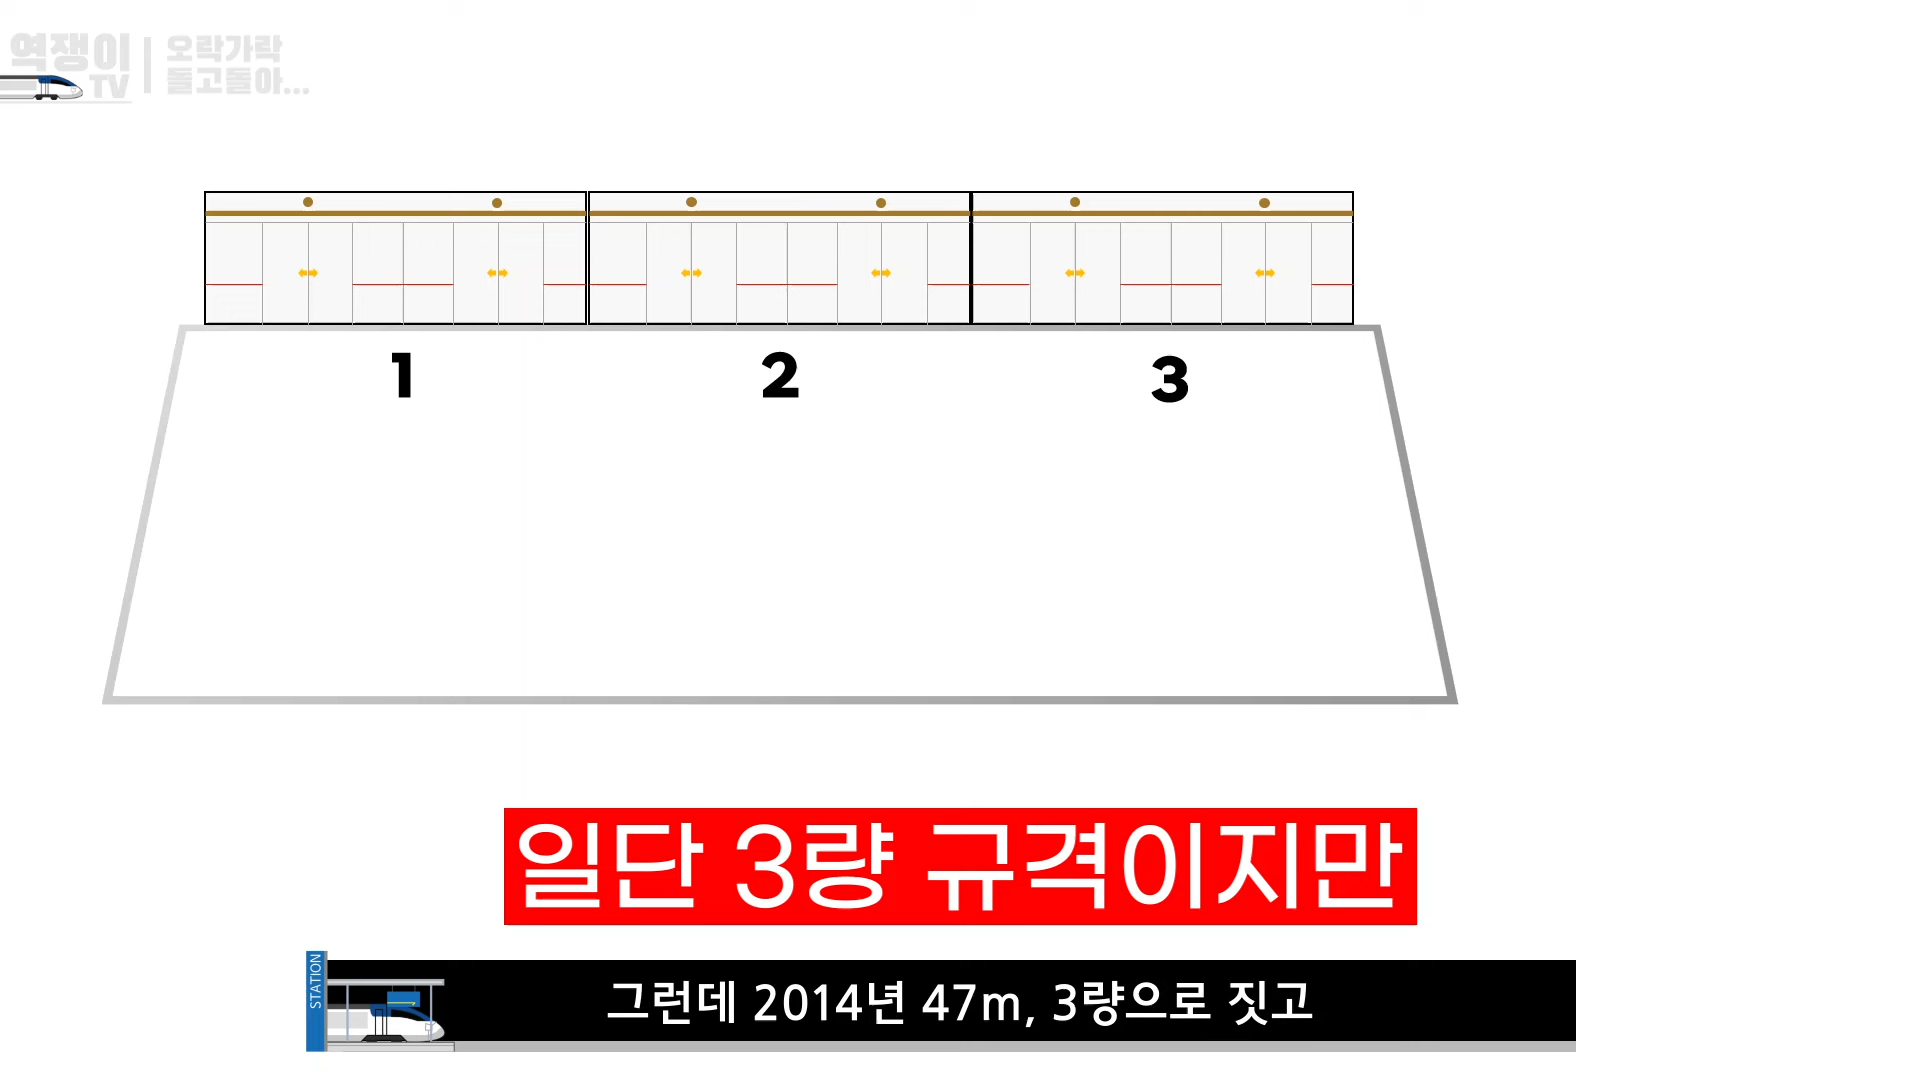 역쟁이
TV
오락가락
돌고돌아...
1
2
3
일단 3량 규격이지만
STATION
그런데 2014년 47m, 3량으로 짓고